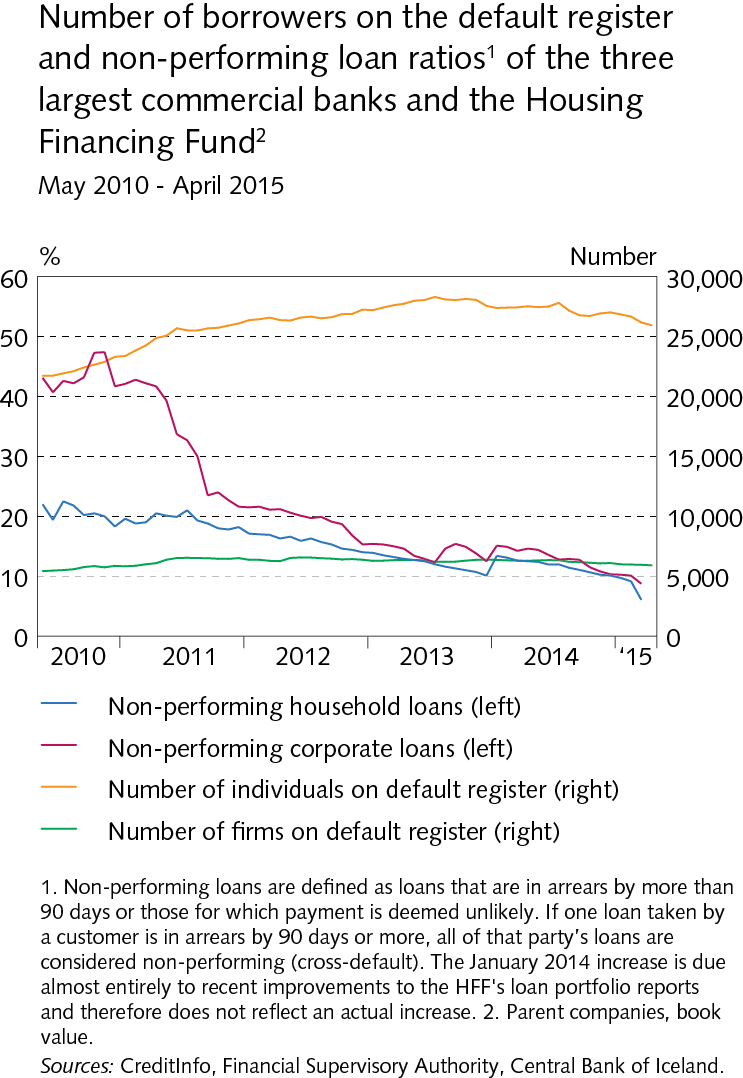 Number of borrowers on the default register
and non-performing loan ratios¹ of the three
largest commercial banks and the Housing
Financing Fund²
May 2010 - April 2015
% Number
60 30,000
50 25,000
40 20,000
30 15,000
20 10,000
10 5,000
0 0
2010 2011 2012 2013 2014 ‘15
Non-performing household loans (left)
Non-performing corporate loans (left)
Number of individuals on default register (right)
Number of firms on default register (right)
1. Non-performing loans are defined as loans that are in arrears by more than
90 days or those for which payment is deemed unlikely. If one loan taken by
a customer is in arrears by 90 days or more, all of that party’s loans are
considered non-performing (cross-default). The January 2014 increase is due
almost entirely to recent improvements to the HFF's loan portfolio reports
and therefore does not reflect an actual increase. 2. Parent companies, book
value.
Sources: CreditInfo, Financial Supervisory Authority, Central Bank of Iceland.